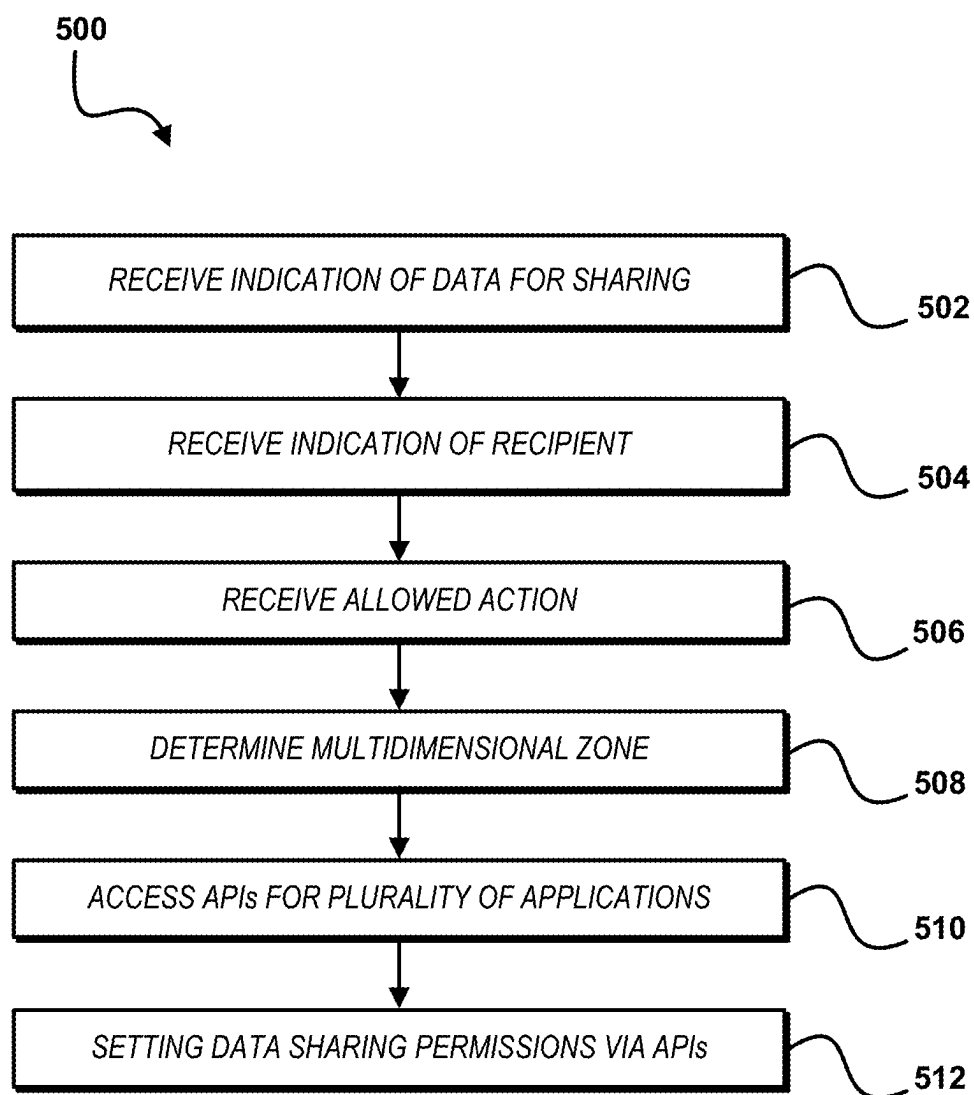 500
RECEIVE INDICATION OF DATA FOR SHARING
502
RECEIVE INDICATION OF RECIPIENT
504
RECEIVE ALLOWED ACTION
506
DETERMINE MULTIDIMENSIONAL ZONE
508
ACCESS APIs FOR PLURALITY OF APPLICATIONS
510
SETTING DATA SHARING PERMISSIONS VIA APIs
512